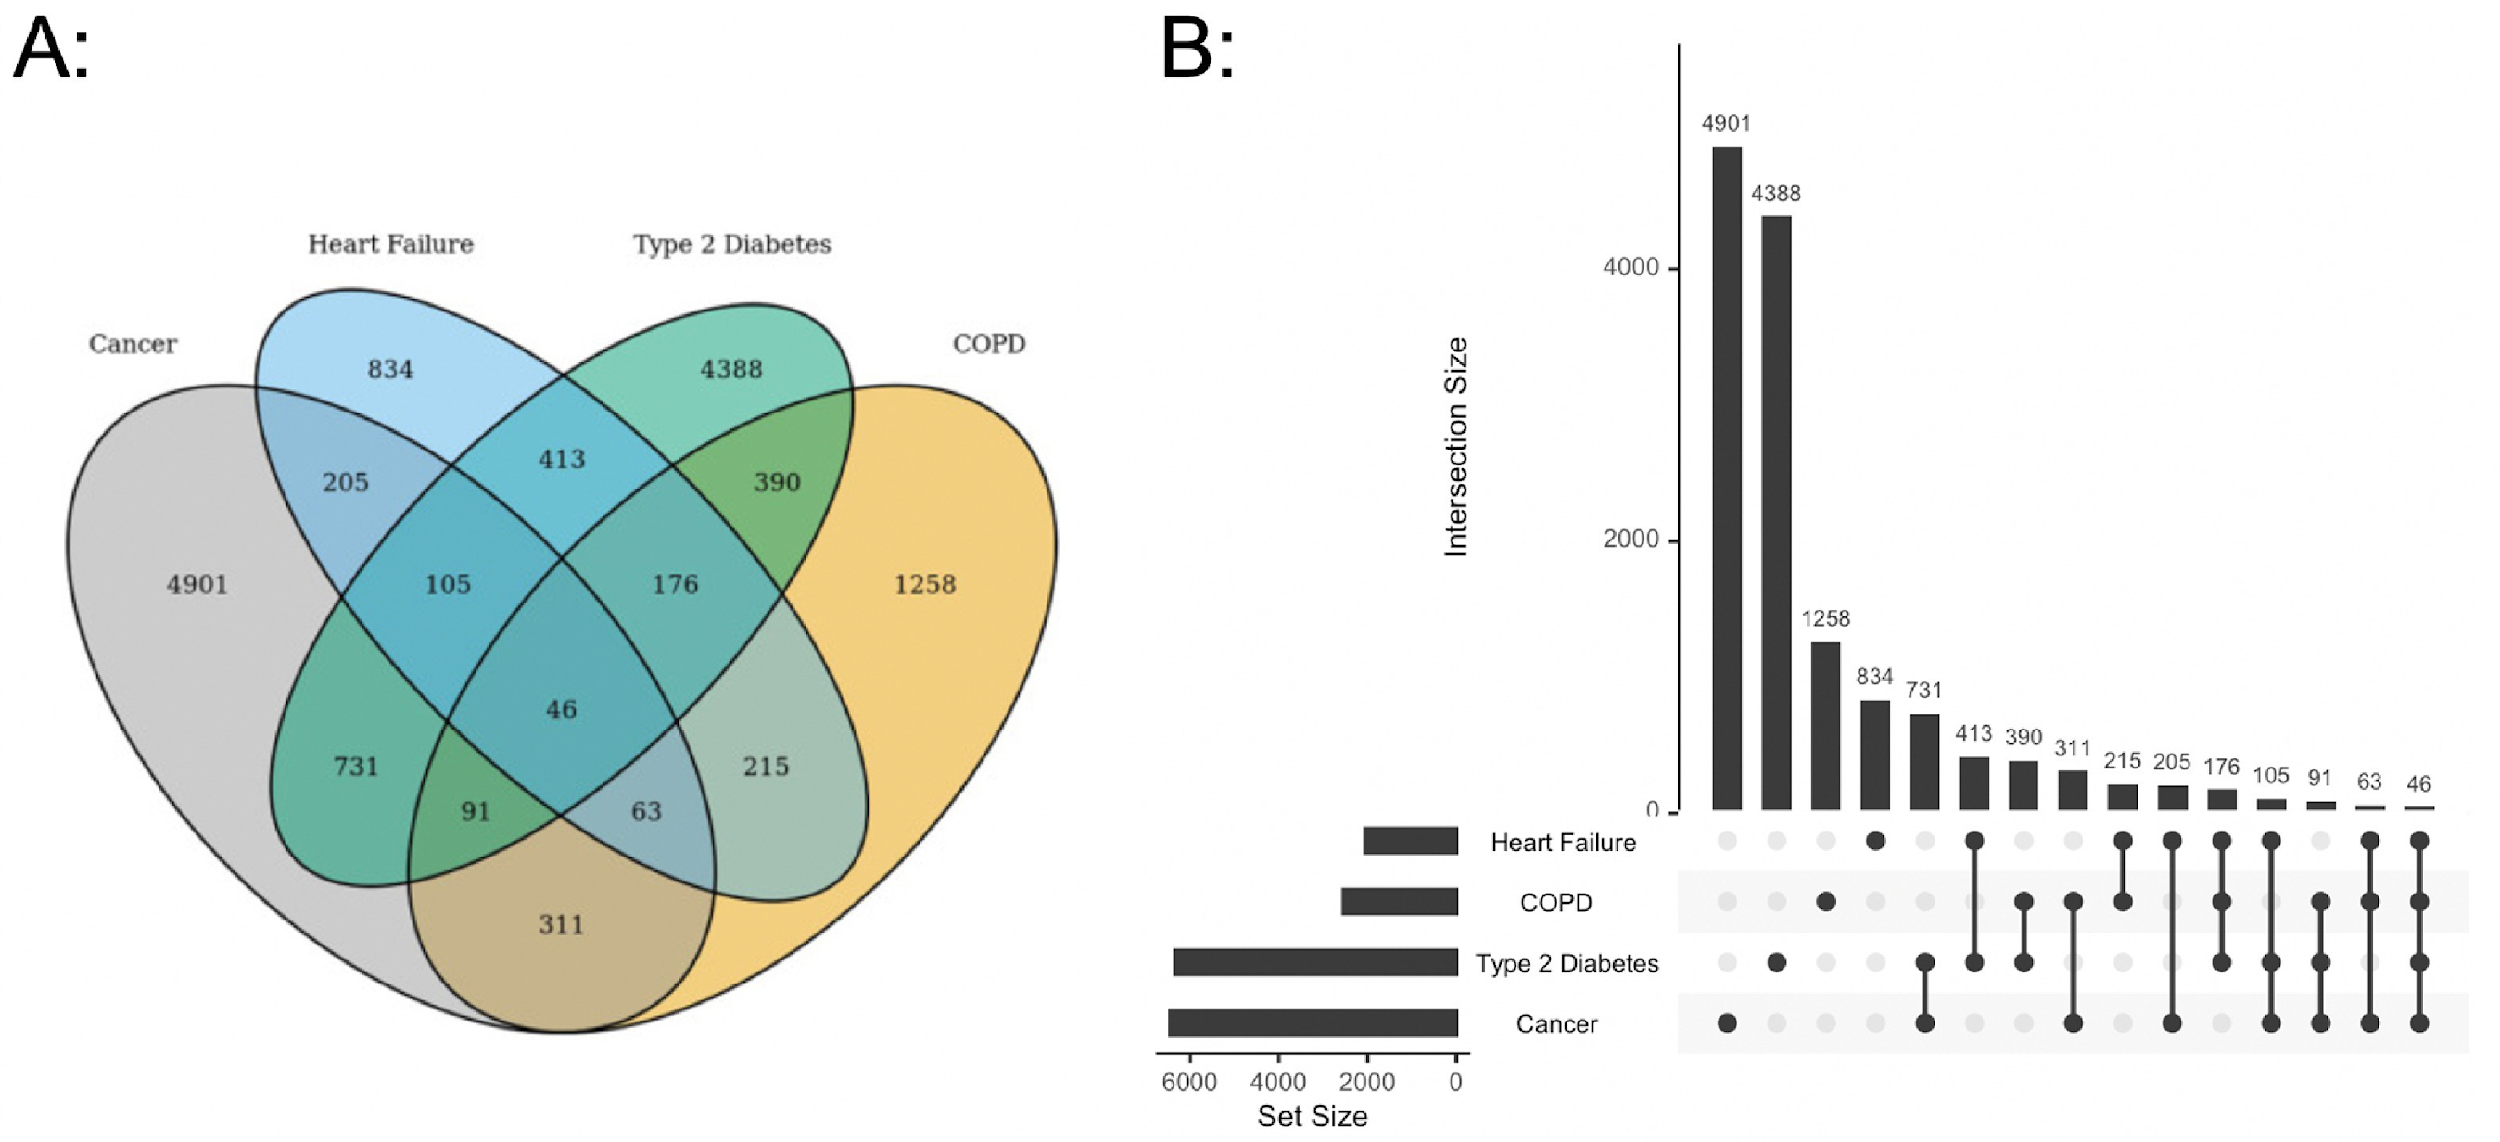 A:
Heart Failure Type 2 Diabetes
Cancer COPD
834 4388
413
205 390
4901 105 176 1258
46
731 215
91 63
311
B:
Intersection Size
4000
2000
0
4901
4388
1258
834
731
413
390
311
215
205
176
105
91
63
46
Heart Failure
COPD
Type 2 Diabetes
Cancer
6000 4000 2000 0
Set Size